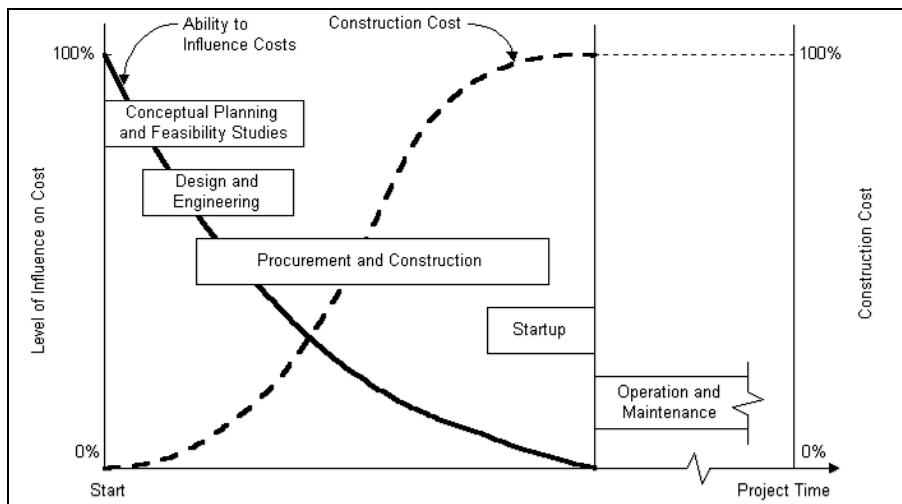 Ability to
Influence Costs
Construction Cost
100%
100%
Conceptual Planning
and Feasibility Studies
Design and
Engineering
Level of Influence on Cost
Construction Cost
Procurement and Construction
Startup
Operation and
Maintenance
0%
0%
Start
Project Time